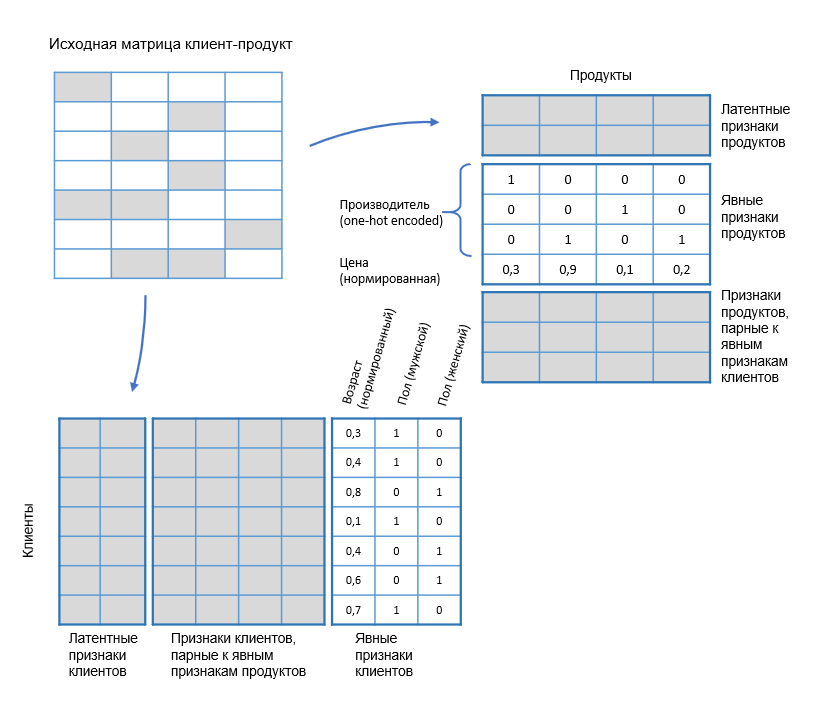 Исходная матрица клиент-продукт
Продукты
Латентные
признаки
продуктов
Производитель
(one-hot encoded)
1 0 0 0
0 0 1 0
0 1 0 1
Явные
признаки
продуктов
Цена
(нормированная)
0,3 0,9 0,1 0,2
Признаки
продуктов,
парные к
явным
признакам
клиентов
Возраст
(нормированный)
Пол (мужской)
Пол (женский)
0,3 1 0
0,4 1 0
0,8 0 1
0,1 1 0
0,4 0 1
0,6 0 1
0,7 1 0
Клиенты
Латентные
признаки
клиентов
Признаки клиентов,
парные к явным
признакам продуктов
Явные
признаки
клиентов